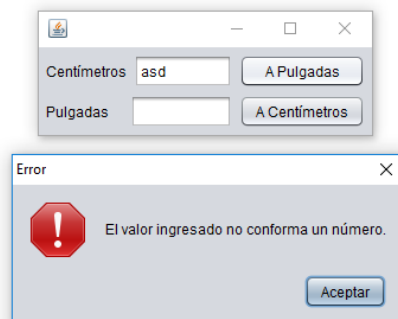 Centímetros asd A Pulgadas
Pulgadas A Centímetros
Error
El valor ingresado no conforma un número.
Aceptar